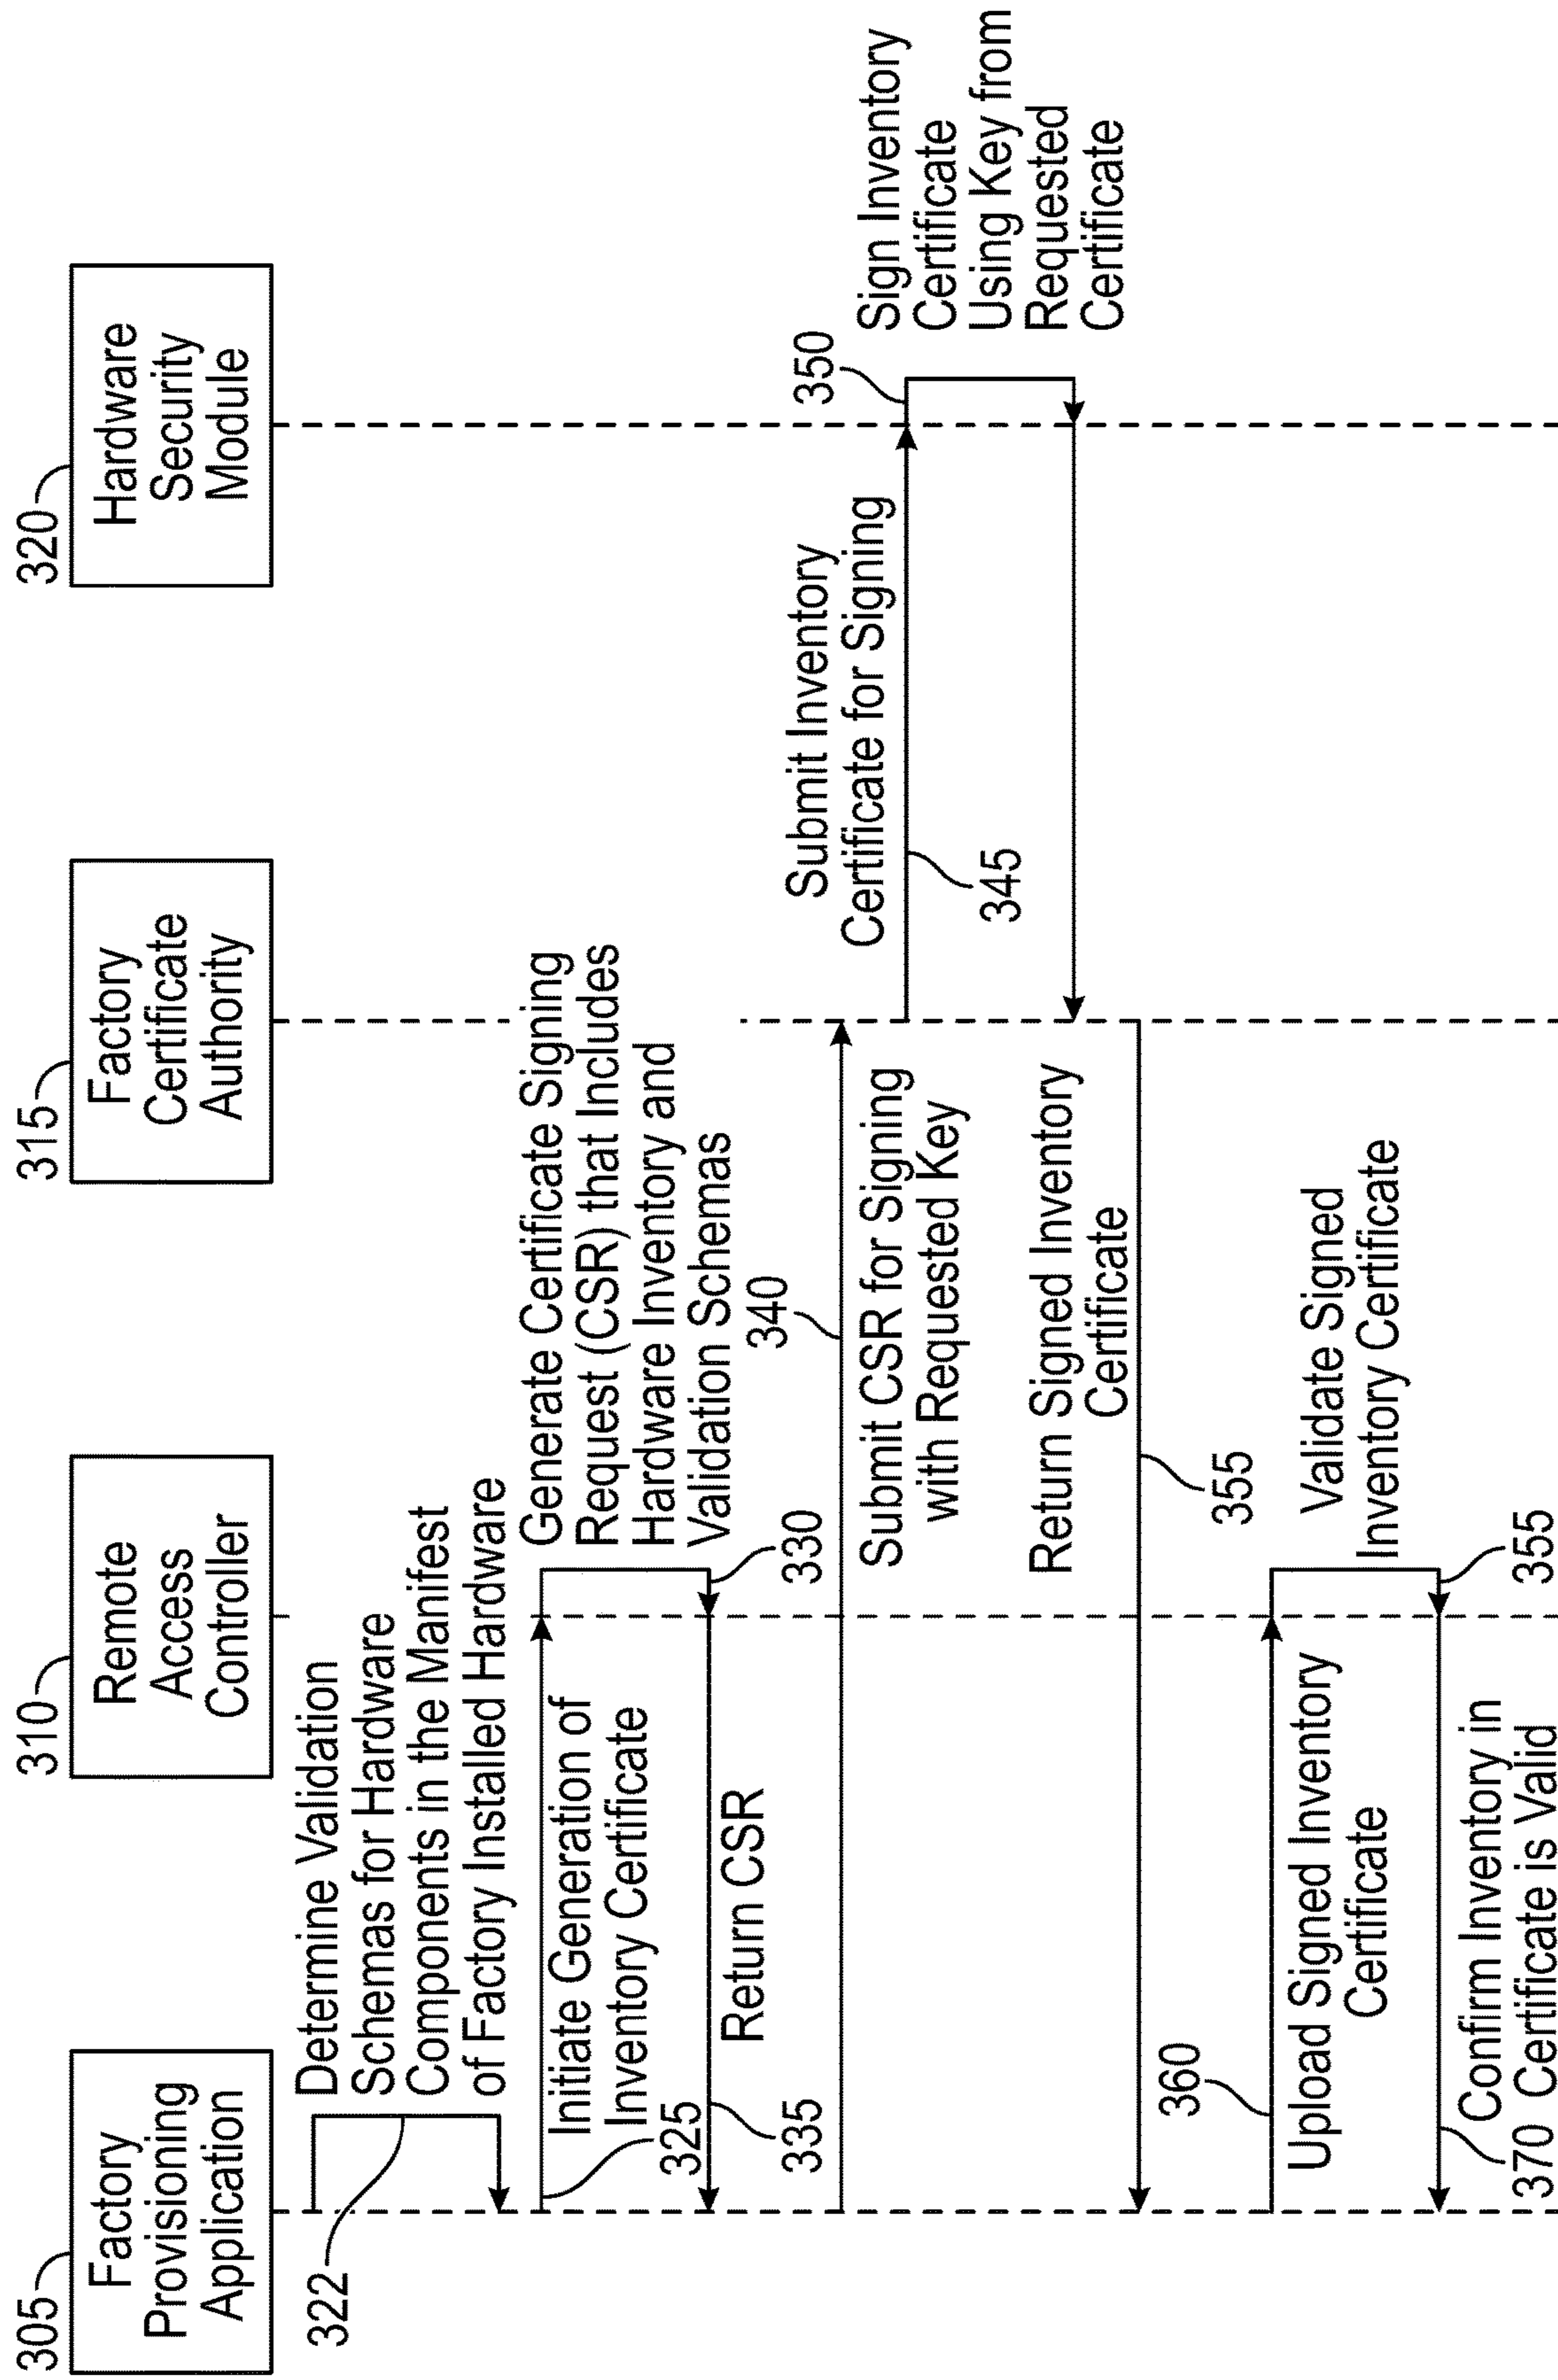 305
Factory
Provisioning
Application
310
Remote
Access
Controller
315
Factory
Certificate
Authority
320
Hardware
Security
Module
322
Determine Validation
Schemas for Hardware
Components in the Manifest
of Factory Installed Hardware
Initiate Generation of
Inventory Certificate
325
Generate Certificate Signing
Request (CSR) that Includes
Hardware Inventory and
Validation Schemas
330
Return CSR
335
340
Submit CSR for Signing
with Requested Key
Submit Inventory
Certificate for Signing
345
350
Sign Inventory
Certificate
Using Key from
Requested
Certificate
Return Signed Inventory
Certificate
355
360
Upload Signed Inventory
Certificate
Validate Signed
Inventory Certificate
355
Confirm Inventory in
Certificate is Valid
370